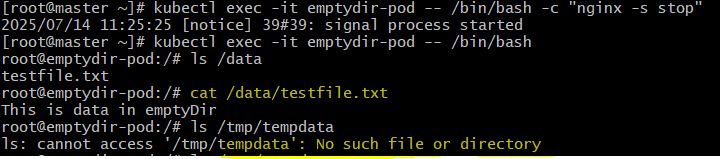 [root@master ~]# kubectl exec -it emptydir-pod -- /bin/bash -c "nginx -s stop"
2025/07/14 11:25:25 [notice] 39#39: signal process started
[root@master ~]# kubectl exec -it emptydir-pod -- /bin/bash
root@emptydir-pod:/# ls /data
testfile.txt
root@emptydir-pod:/# cat /data/testfile.txt
This is data in emptyDir
root@emptydir-pod:/# ls /tmp/tempdata
ls: cannot access '/tmp/tempdata': No such file or directory